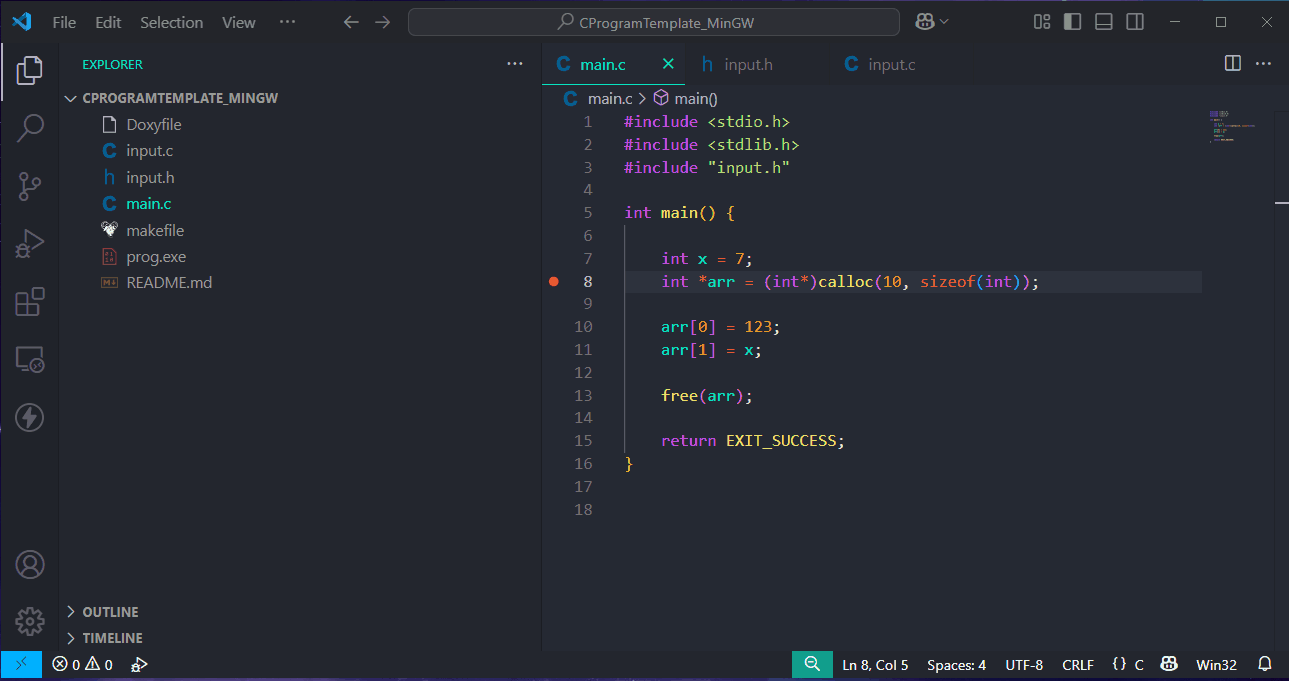 File Edit Selection View ··· CProgramTemplate_MinGW
EXPLORER ···
CPROGRAMTEMPLATE_MINGW
Doxyfile
C input.c
h input.h
C main.c
makefile
prog.exe
README.md
OUTLINE
TIMELINE
C main.c h input.h C input.c ···
C main.c > main()
1 #include <stdio.h>
2 #include <stdlib.h>
3 #include "input.h"
4
5 int main() {
6
7 int x = 7;
8 int *arr = (int*)calloc(10, sizeof(int));
9
10 arr[0] = 123;
11 arr[1] = x;
12
13 free(arr);
14
15 return EXIT_SUCCESS;
16 }
17
18
0 0 Ln 8, Col 5 Spaces: 4 UTF-8 CRLF {} C Win32